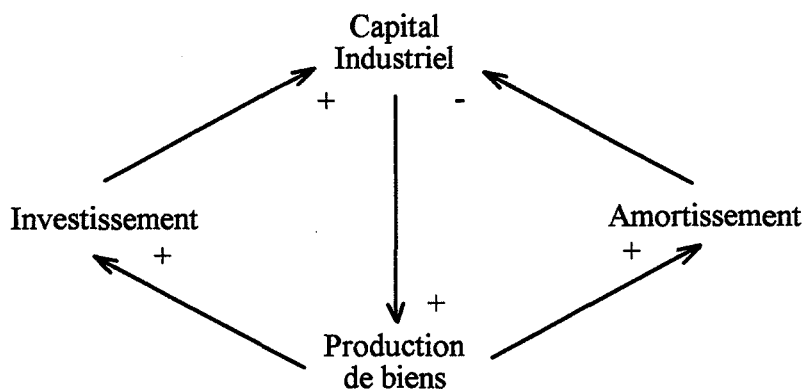 Capital
Industriel
+
-
Investissement
Amortissement
+
+
+
Production
de biens